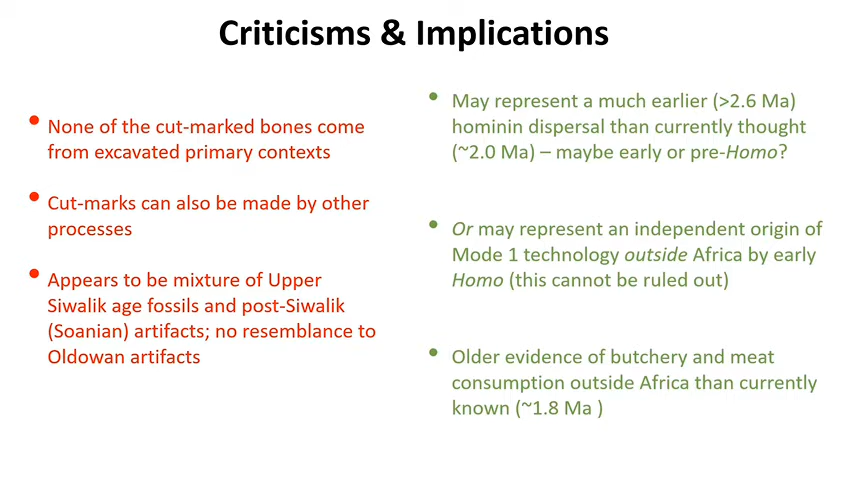 Criticisms & Implications
• None of the cut-marked bones come
from excavated primary contexts
• Cut-marks can also be made by other
processes
• Appears to be mixture of Upper
Siwalik age fossils and post-Siwalik
(Soanian) artifacts; no resemblance to
Oldowan artifacts
• May represent a much earlier (>2.6 Ma)
hominin dispersal than currently thought
(~2.0 Ma) – maybe early or pre-Homo?
• Or may represent an independent origin of
Mode 1 technology outside Africa by early
Homo (this cannot be ruled out)
• Older evidence of butchery and meat
consumption outside Africa than currently
known (~1.8 Ma )